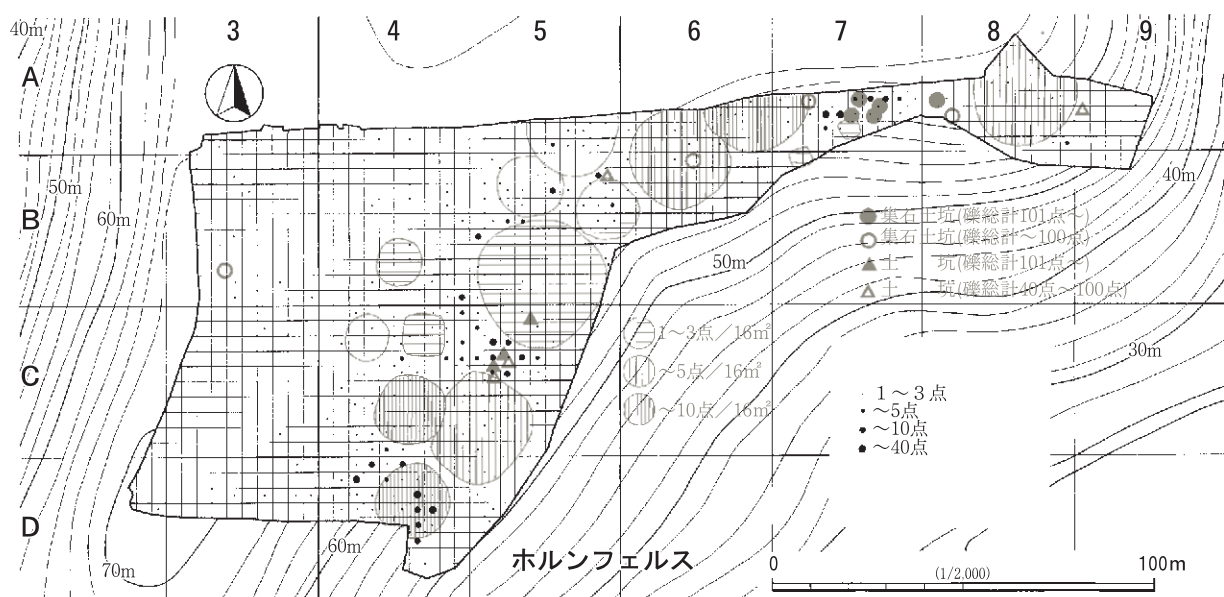 3 4 5 6 7 8 9
40m
A
50m
60m
B
40m
集石土坑(礫総計101点～)
集石土坑(礫総計～100点)
土　坑(礫総計101点～)
土　坑(礫総計40点～100点)
50m
1～3点／16㎡
～5点／16㎡
～10点／16㎡
30m
C
1～3点
～5点
～10点
～40点
D
60m
70m
ホルンフェルス
0 (1/2,000) 100m